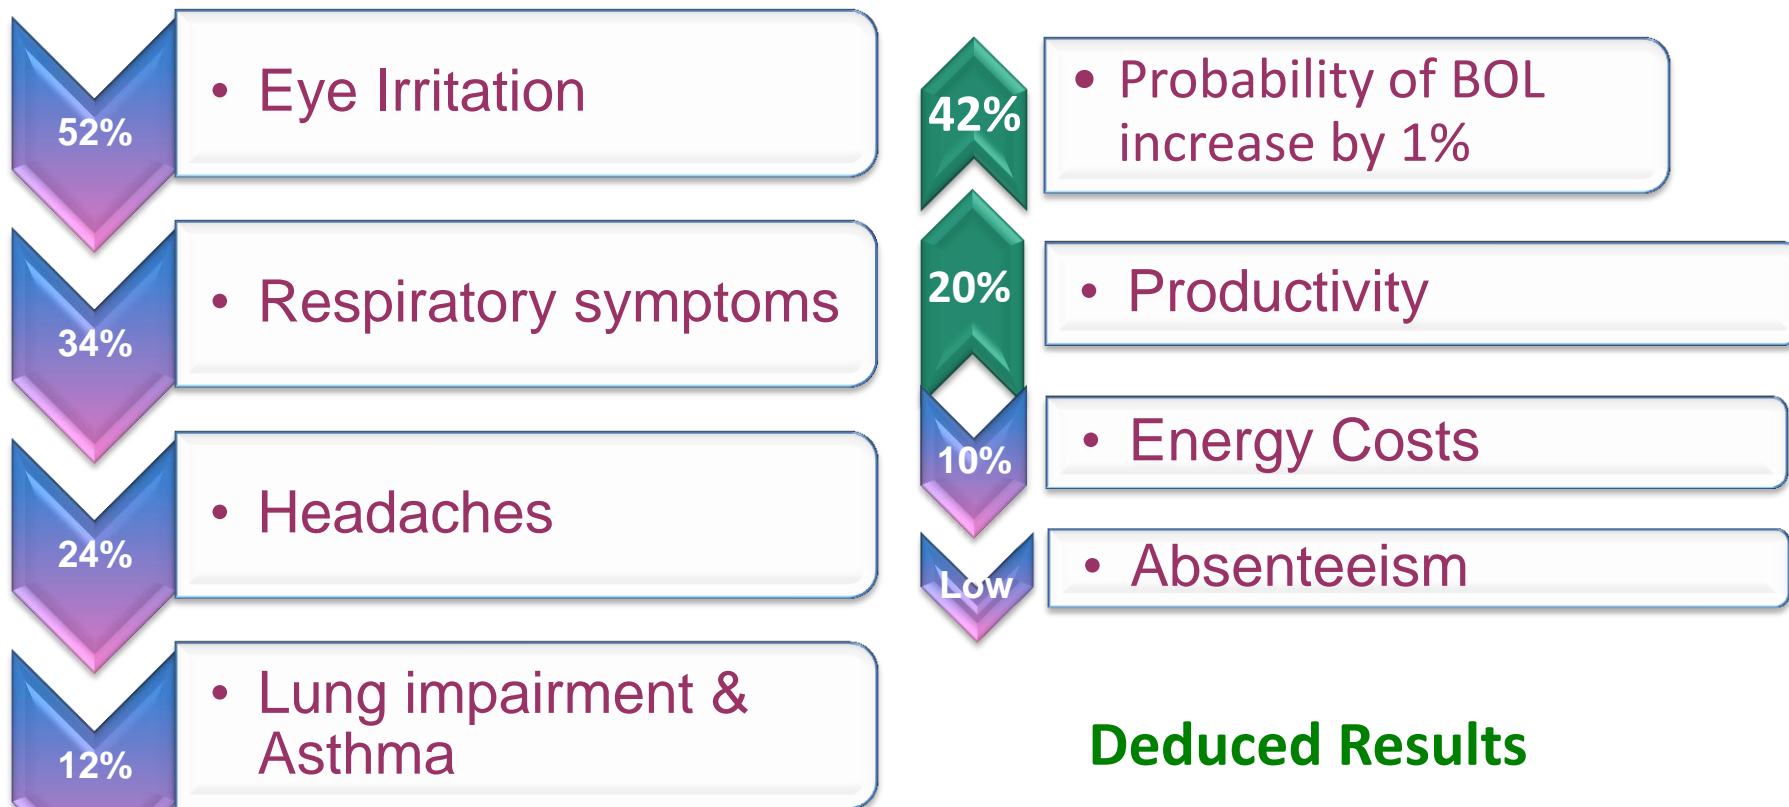 52%
• Eye Irritation
34%
• Respiratory symptoms
24%
• Headaches
12%
• Lung impairment &
Asthma
42%
• Probability of BOL
increase by 1%
20%
• Productivity
10%
• Energy Costs
Low
• Absenteeism
Deduced Results